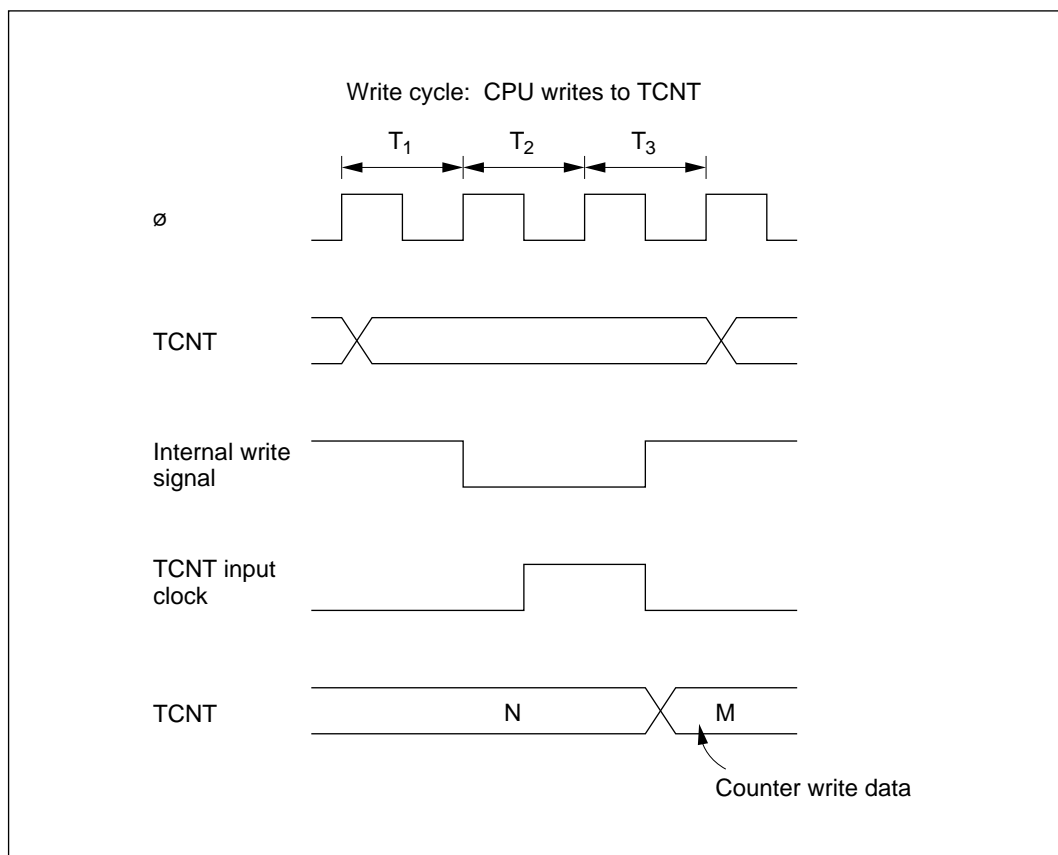 Write cycle: CPU writes to TCNT
T1 T2 T3
ø
TCNT
Internal write
signal
TCNT input
clock
TCNT
N M
Counter write data